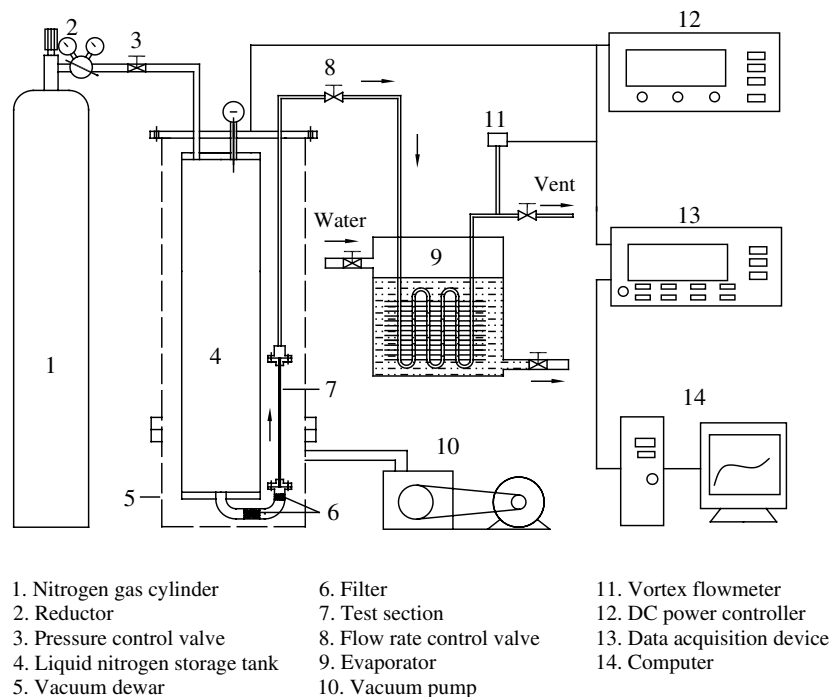 2
3
12
8
11
Vent
Water
13
9
1
4
7
14
10
5
6
1. Nitrogen gas cylinder
2. Reductor
3. Pressure control valve
4. Liquid nitrogen storage tank
5. Vacuum dewar
6. Filter
7. Test section
8. Flow rate control valve
9. Evaporator
10. Vacuum pump
11. Vortex flowmeter
12. DC power controller
13. Data acquisition device
14. Computer